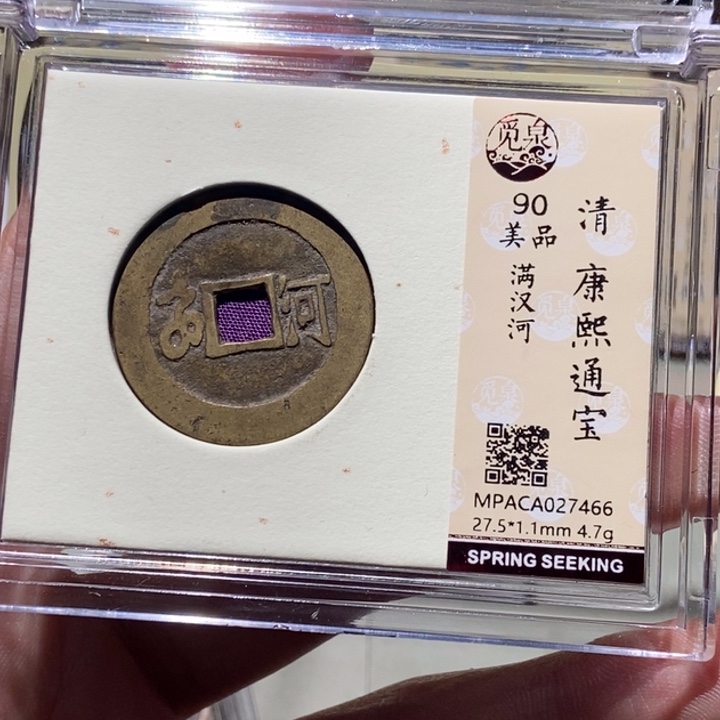 河
觅泉
90
美品
满汉河
清 康熙通宝
MPACA027466
27.5*1.1mm 4.7g
SPRING SEEKING